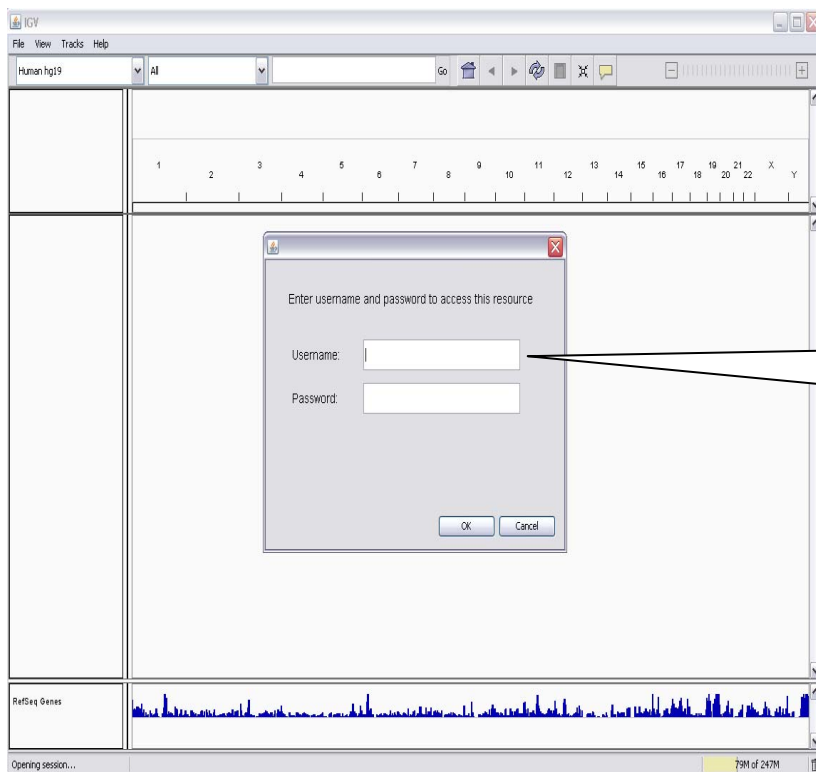 IGV
File View Tracks Help
Human hg19 All Go
1 2 3 4 5 6 7 8 9 10 11 12 13 14 15 16 17 18 19 20 21 22 X Y
Enter username and password to access this resource
Username:
Password:
OK Cancel
RefSeq Genes
Opening session... 79M of 247M